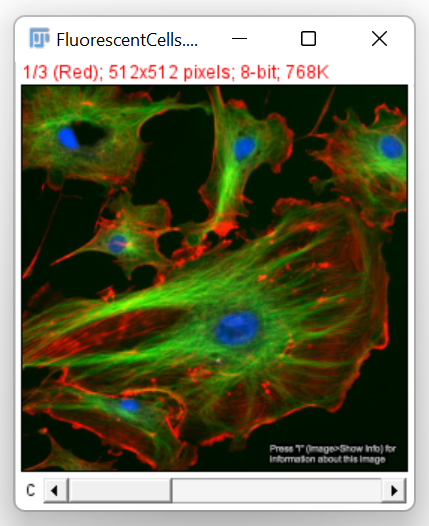 FluorescentCells....
1/3 (Red); 512x512 pixels; 8-bit; 768K
Press "I" (Image>Show Info) for
information about this image
C